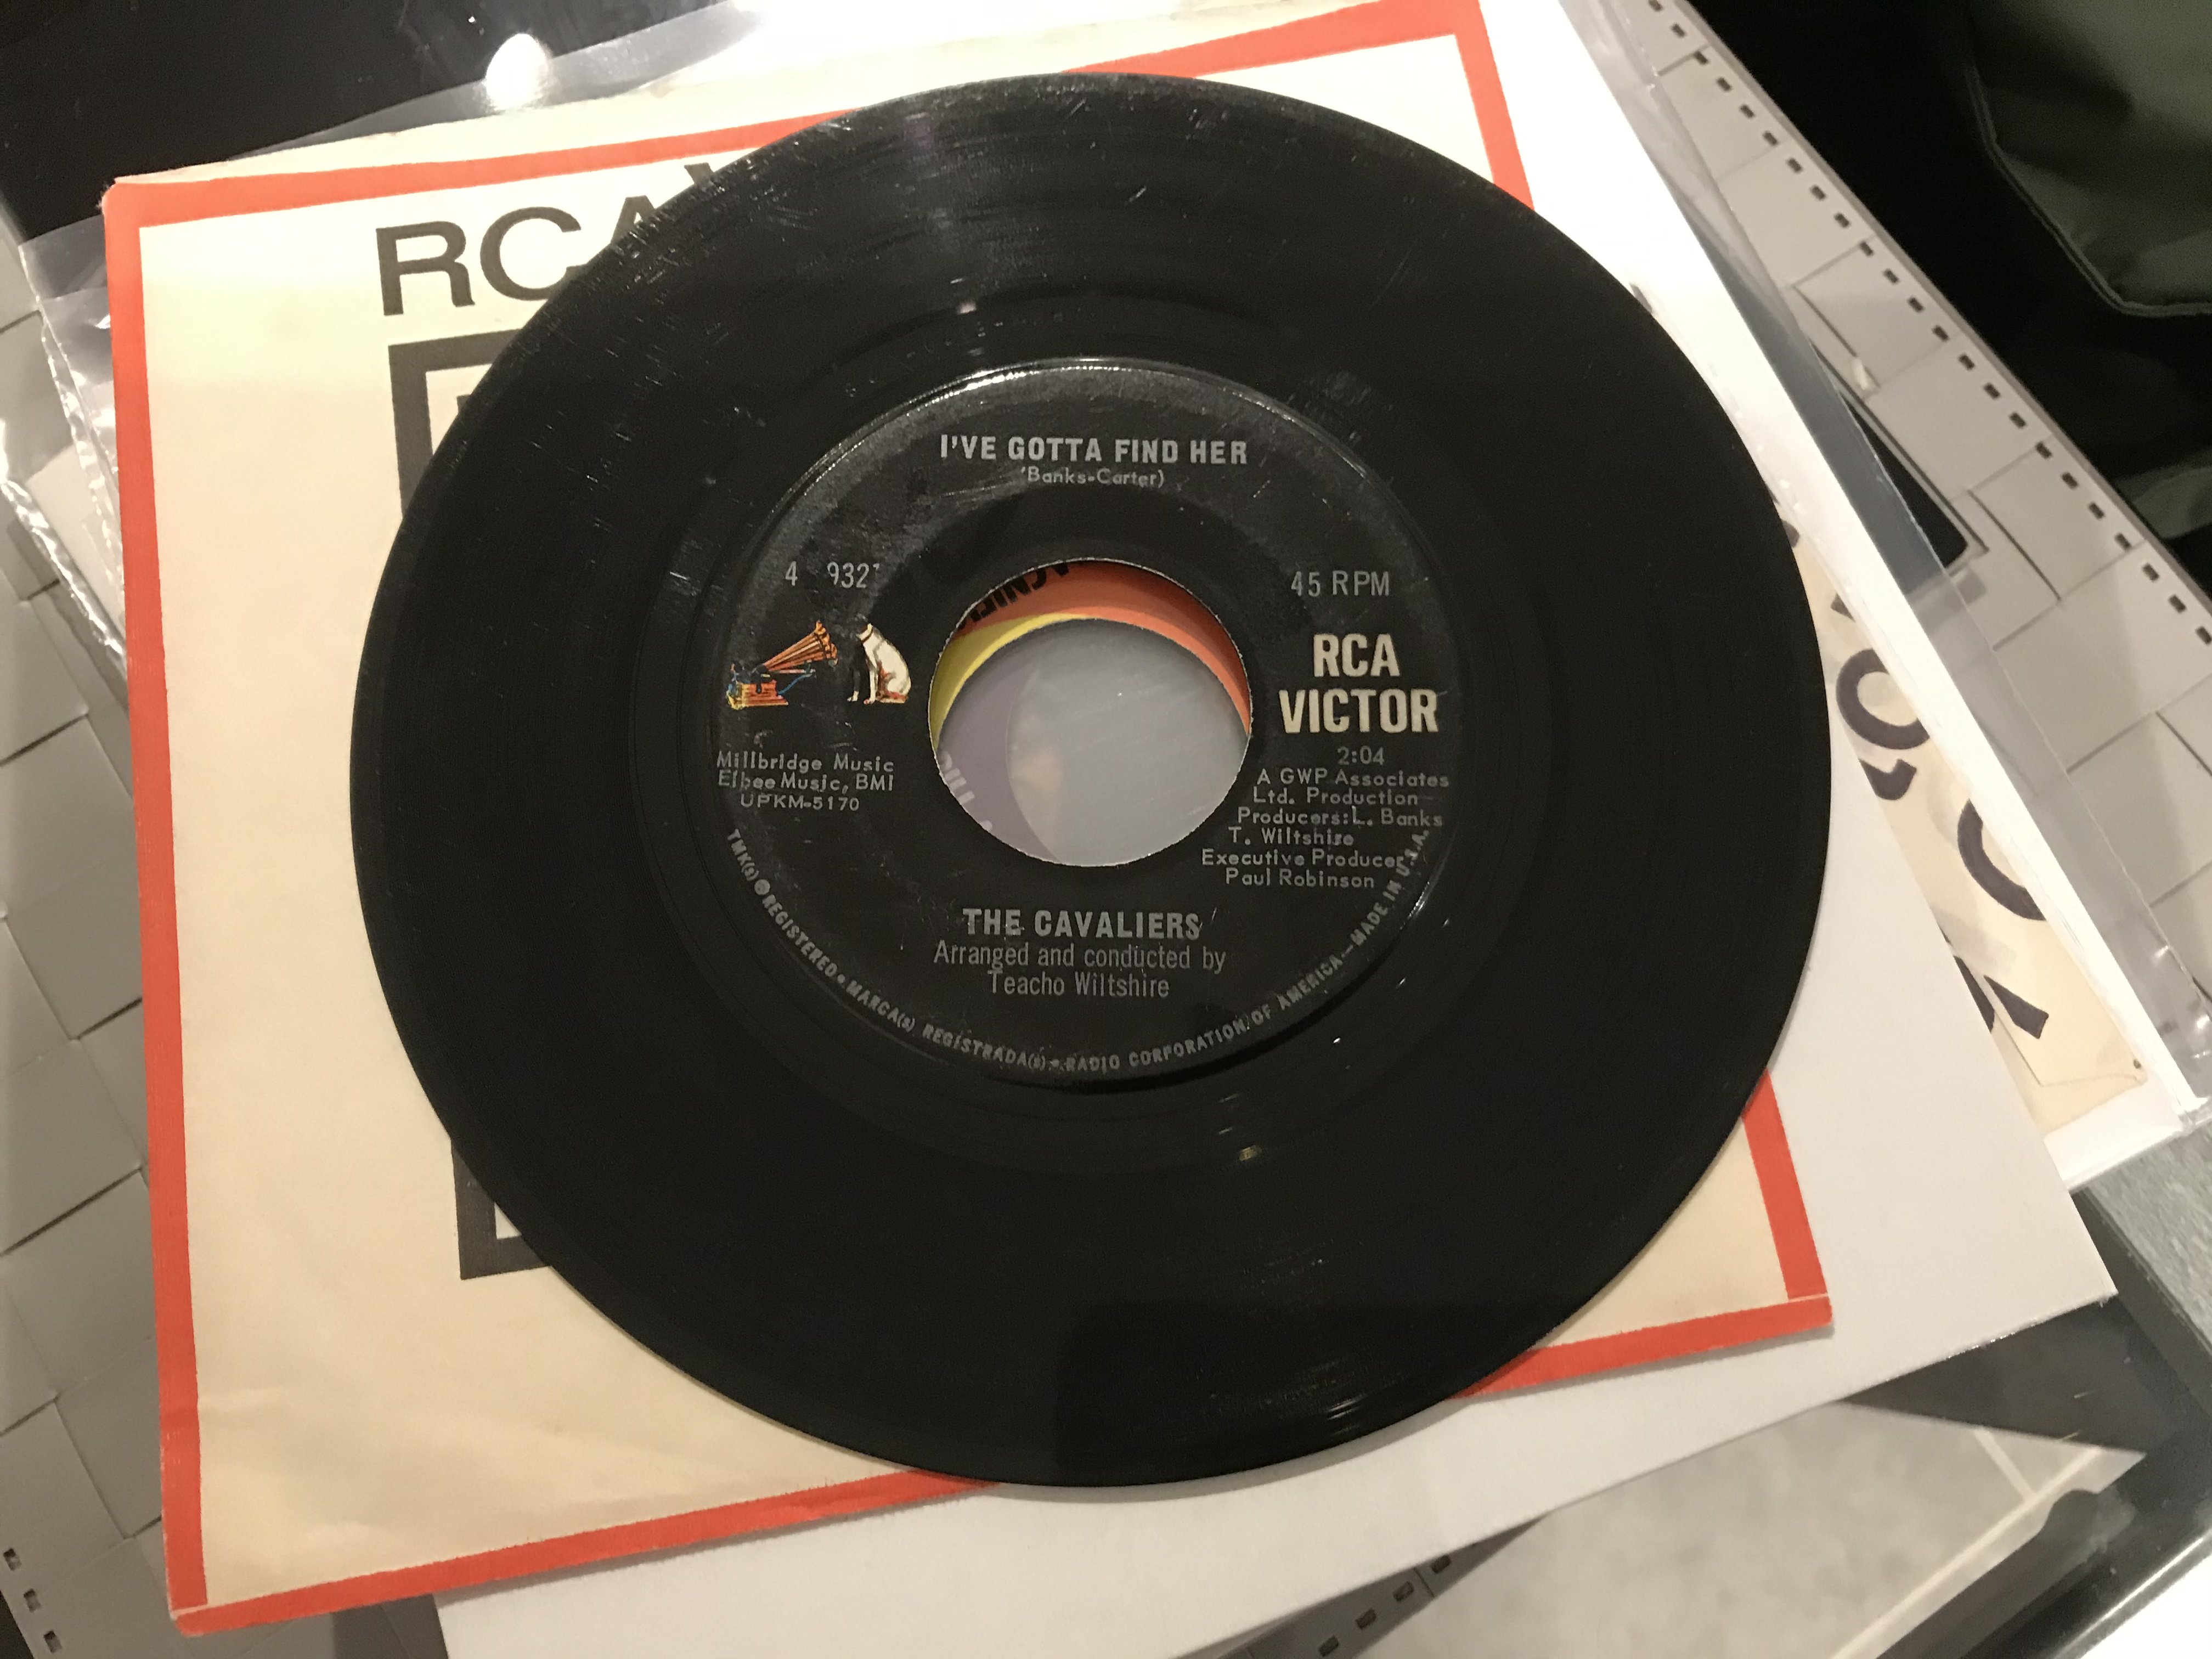 RCA
I'VE GOTTA FIND HER
(Banks-Carter)
45 RPM
RCA
VICTOR
2:04
A GWP Associates
Ltd. Production
Producers: L. Banks
T. Wiltshire
Executive Producer
Paul Robinson
Millbridge Music
Elbee Music, BMI
UPKM-5170
THE CAVALIERS
Arranged and conducted by
Teacho Wiltshire
TMK(s) ® REGISTERED • MARCA(s) REGISTRADA(s) • RADIO CORPORATION OF AMERICA—MADE IN U.S.A.